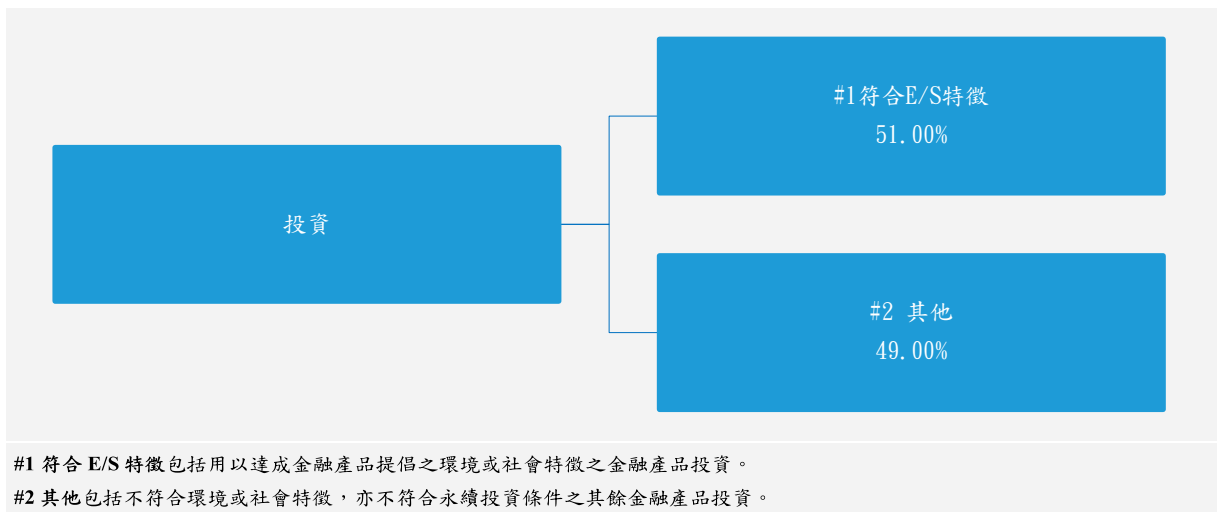 #1符合E/S特徵
51.00%
投資
#2 其他
49.00%
#1 符合 E/S 特徵包括用以達成金融產品提倡之環境或社會特徵之金融產品投資。
#2 其他包括不符合環境或社會特徵，亦不符合永續投資條件之其餘金融產品投資。